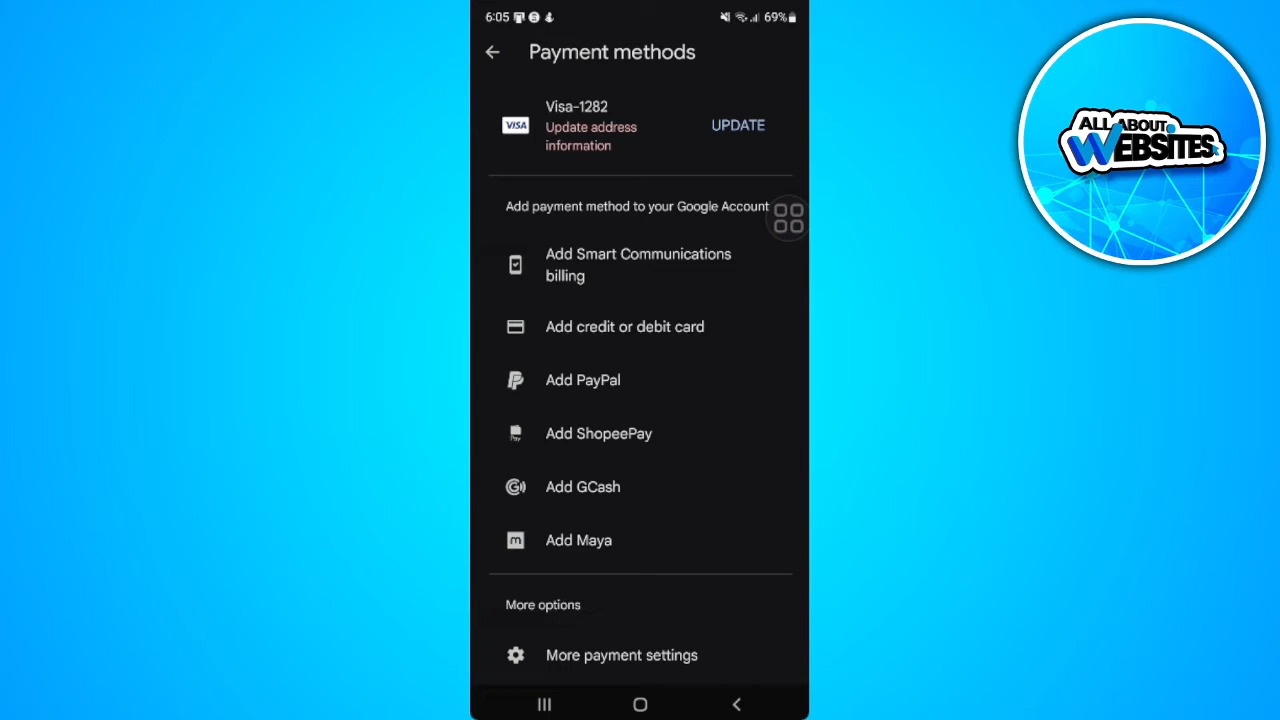 6:05
69%
Payment methods
VISA
Visa-1282
Update address
information
UPDATE
Add payment method to your Google Account
Add Smart Communications
billing
Add credit or debit card
Add PayPal
Pay
Add ShopeePay
Add GCash
m
Add Maya
More options
More payment settings
ALL ABOUT
WEBSITES